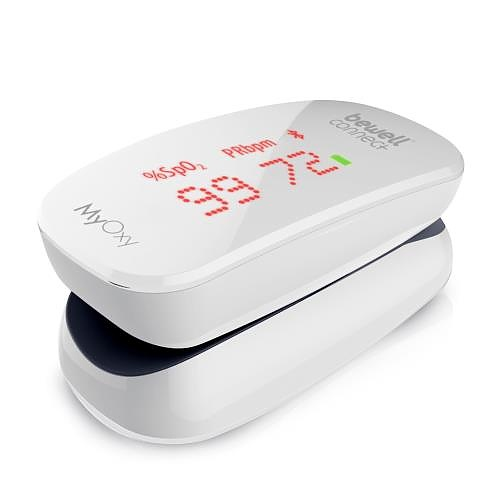 bewell
connect
%SpO₂ PRbpm
99 72
MyOxy